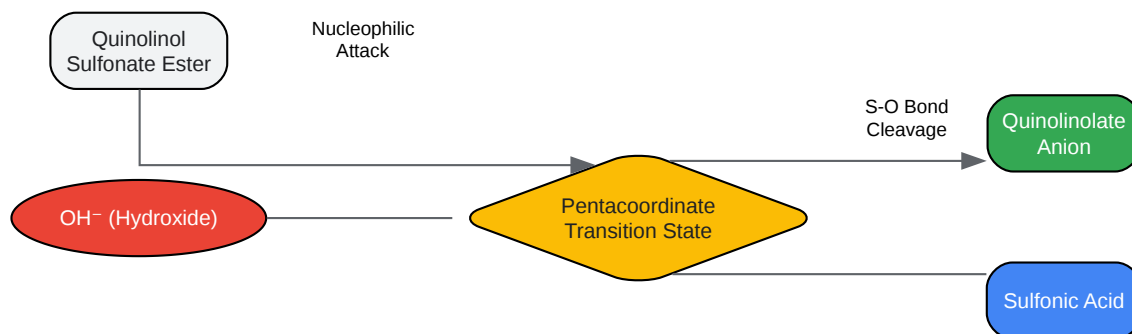 Quinolinol
Sulfonate Ester
Nucleophilic
Attack
S-O Bond
Cleavage
Quinolinolate
Anion
OH⁻ (Hydroxide)
Pentacoordinate
Transition State
Sulfonic Acid